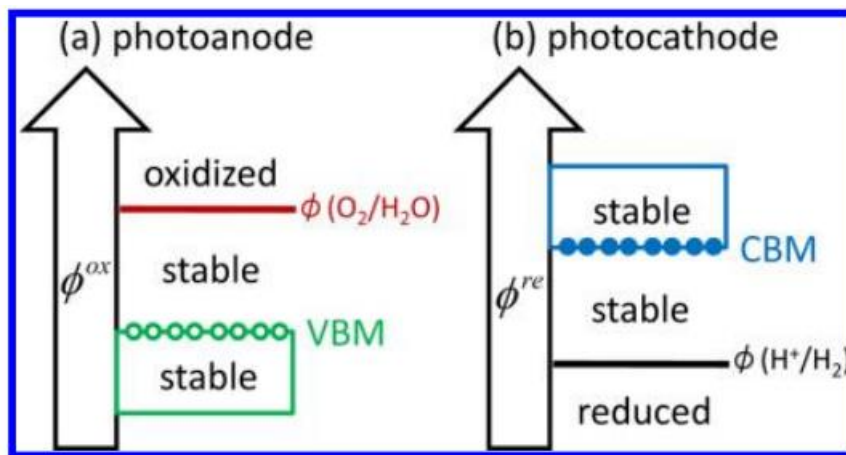 (a) photoanode
(b) photocathode
oxidized
ϕ (O₂/H₂O)
stable
ϕᵒˣ
VBM
stable
stable
CBM
ϕʳᵉ
stable
ϕ (H⁺/H₂)
reduced